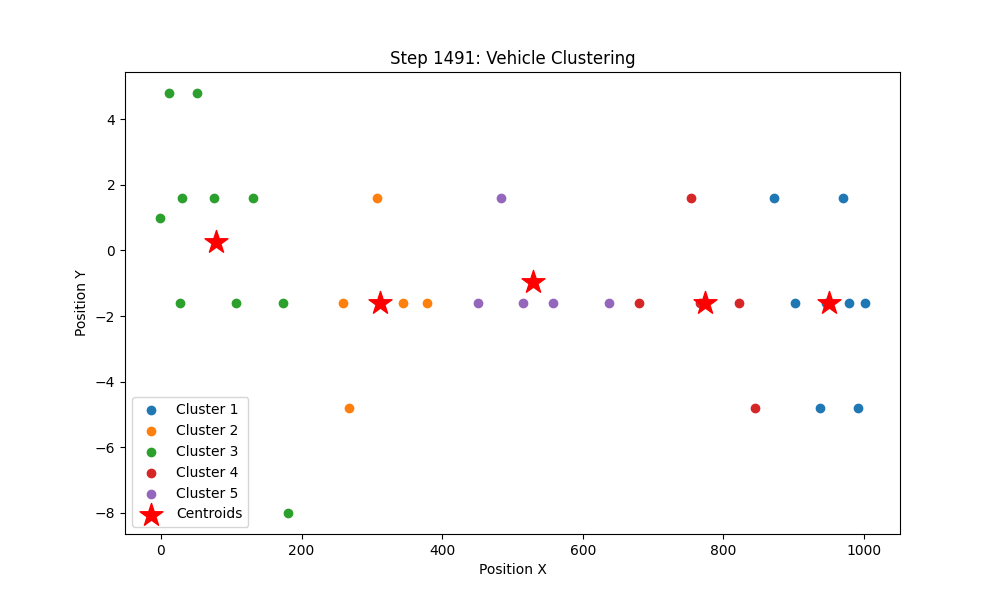 Step 1491: Vehicle Clustering
Position Y
4
2
0
−2
−4
−6
−8
Cluster 1
Cluster 2
Cluster 3
Cluster 4
Cluster 5
Centroids
0 200 400 600 800 1000
Position X